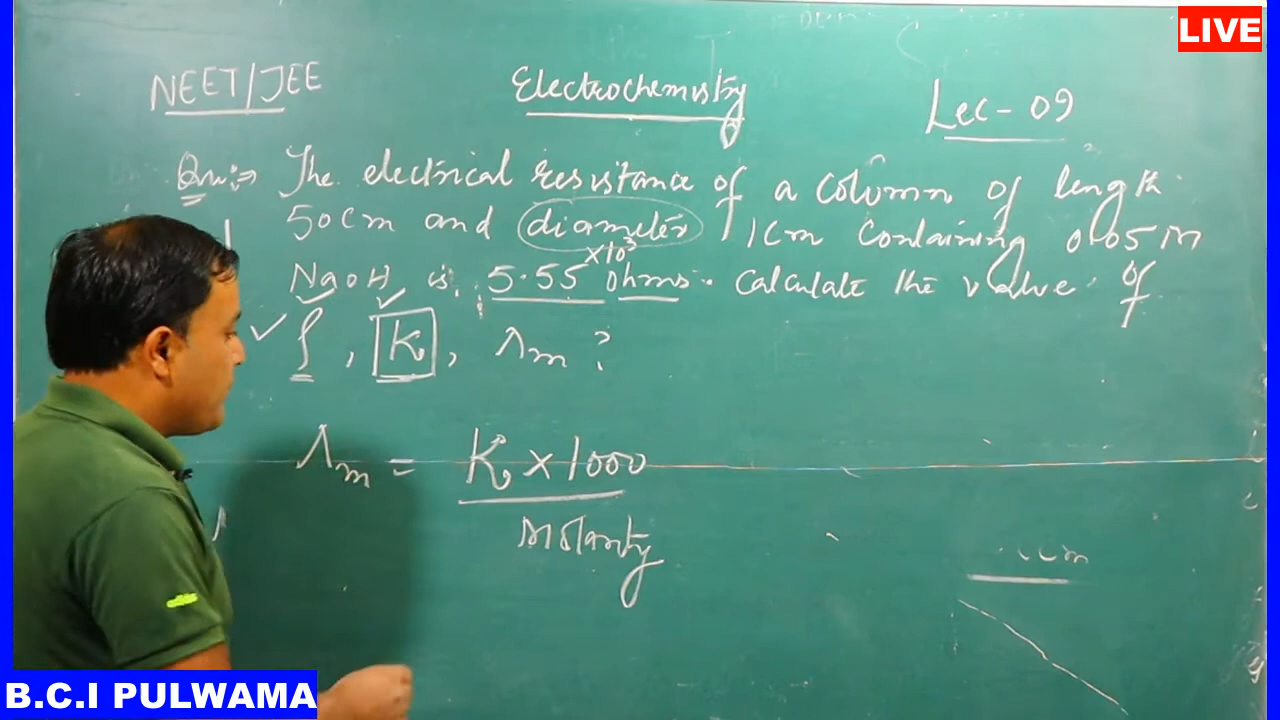 LIVE
NEET/JEE
Electrochemistry
Lec-09
Qn:⇒ The electrical resistance of a column of length
50cm and diameter 1cm containing 0.05M
NaOH is 5.55 ×10³ ohms. Calculate the value of
ρ, K, Λm ?
Λm = K × 1000
molarity
cm
B.C.I PULWAMA